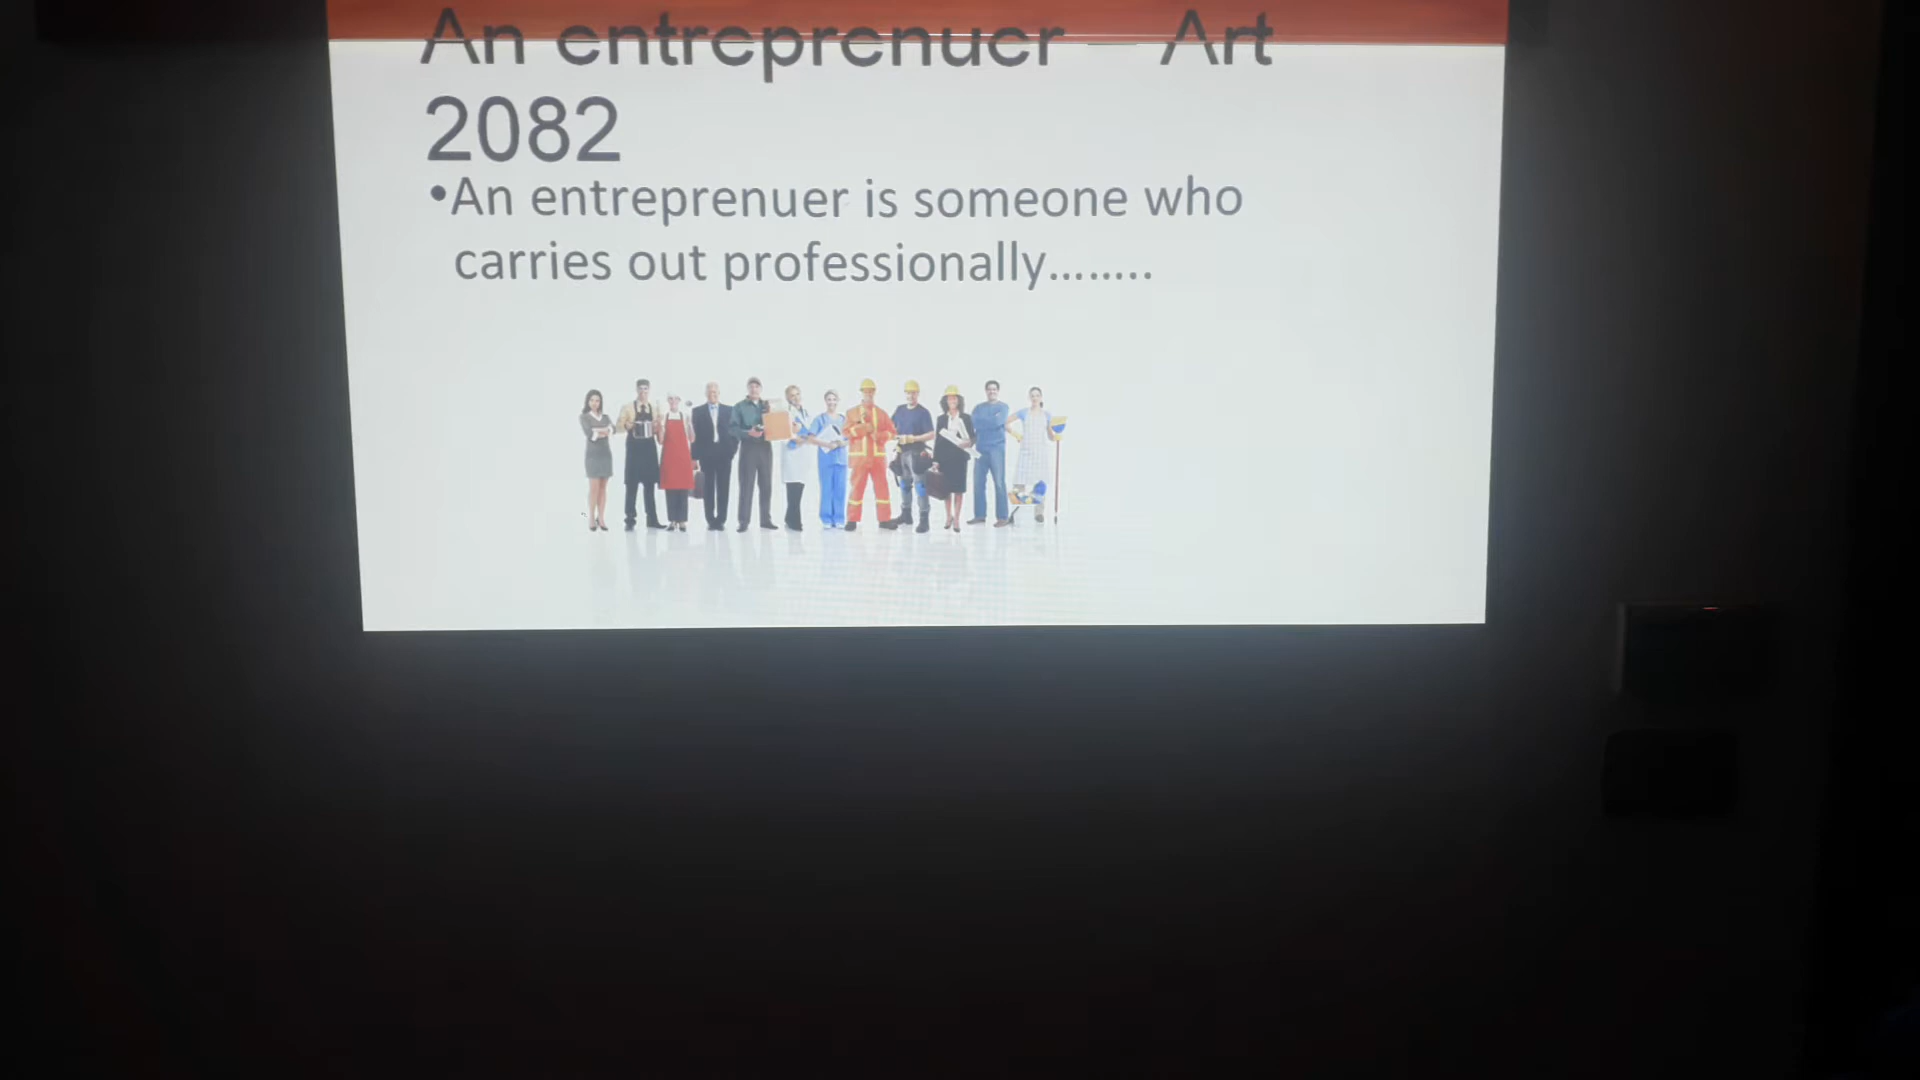 An entreprenuer – Art
2082
•An entreprenuer is someone who
carries out professionally........